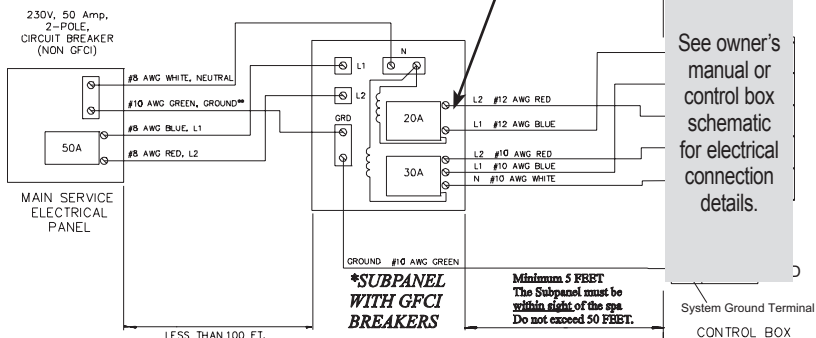 230V, 50 Amp,
2-POLE,
CIRCUIT BREAKER
(NON GFCI)
#8 AWG WHITE, NEUTRAL
#10 AWG GREEN, GROUND**
#8 AWG BLUE, L1
#8 AWG RED, L2
50A
MAIN SERVICE
ELECTRICAL
PANEL
L1
N
L2
GRD
20A
30A
L2 #12 AWG RED
L1 #12 AWG BLUE
L2 #10 AWG RED
L1 #10 AWG BLUE
N #10 AWG WHITE
GROUND #10 AWG GREEN
See owner's
manual or
control box
schematic
for electrical
connection
details.
*SUBPANEL
WITH GFCI
BREAKERS
Minimum 5 FEET
The Subpanel must be
within sight of the spa
Do not exceed 50 FEET.
LESS THAN 100 FT.
System Ground Terminal
CONTROL BOX